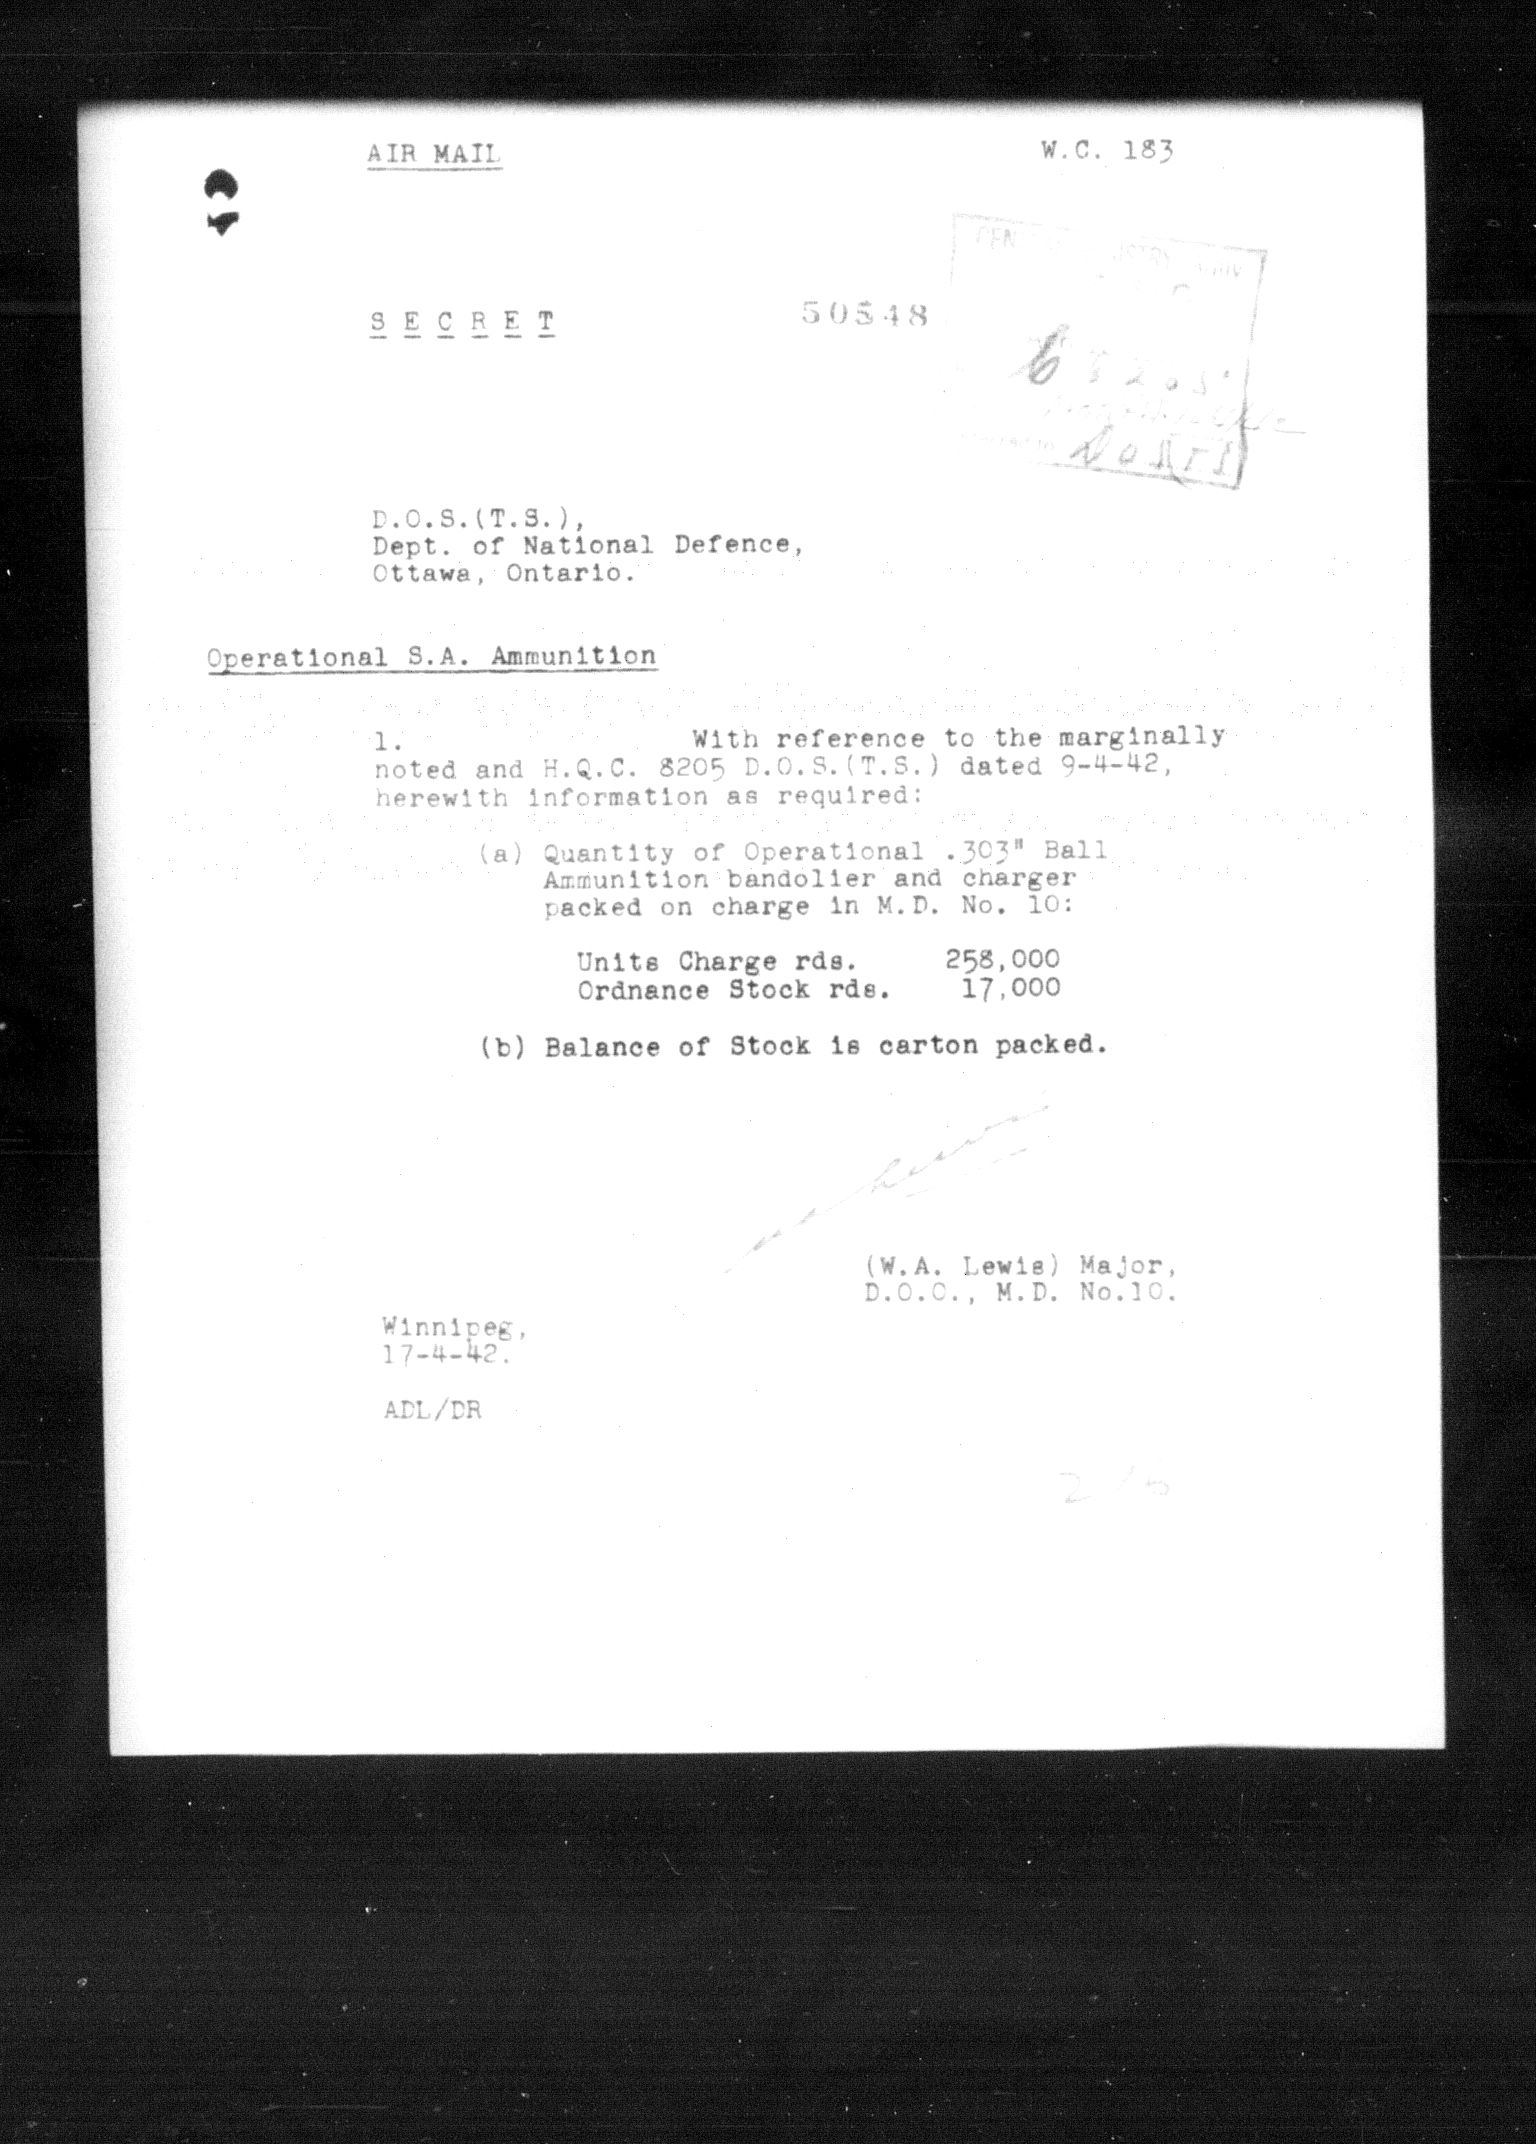 AIR MAIL
W.C. 183
SECRET
50548
D.O.S.(T.S.),
Dept. of National Defence,
Ottawa, Ontario.
Operational S.A. Ammunition
1. With reference to the marginally
noted and H.Q.C. 8205 D.O.S.(T.S.) dated 9-4-42,
herewith information as required:
(a) Quantity of Operational .303" Ball
Ammunition bandolier and charger
packed on charge in M.D. No. 10:
Units Charge rds. 258,000
Ordnance Stock rds. 17,000
(b) Balance of Stock is carton packed.
(W.A. Lewis) Major,
D.O.O., M.D. No.10.
Winnipeg,
17-4-42.
ADL/DR